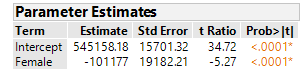 Parameter Estimates
Term Estimate Std Error t Ratio Prob>|t|
Intercept 545158.18 15701.32 34.72 <.0001*
Female -101177 19182.21 -5.27 <.0001*